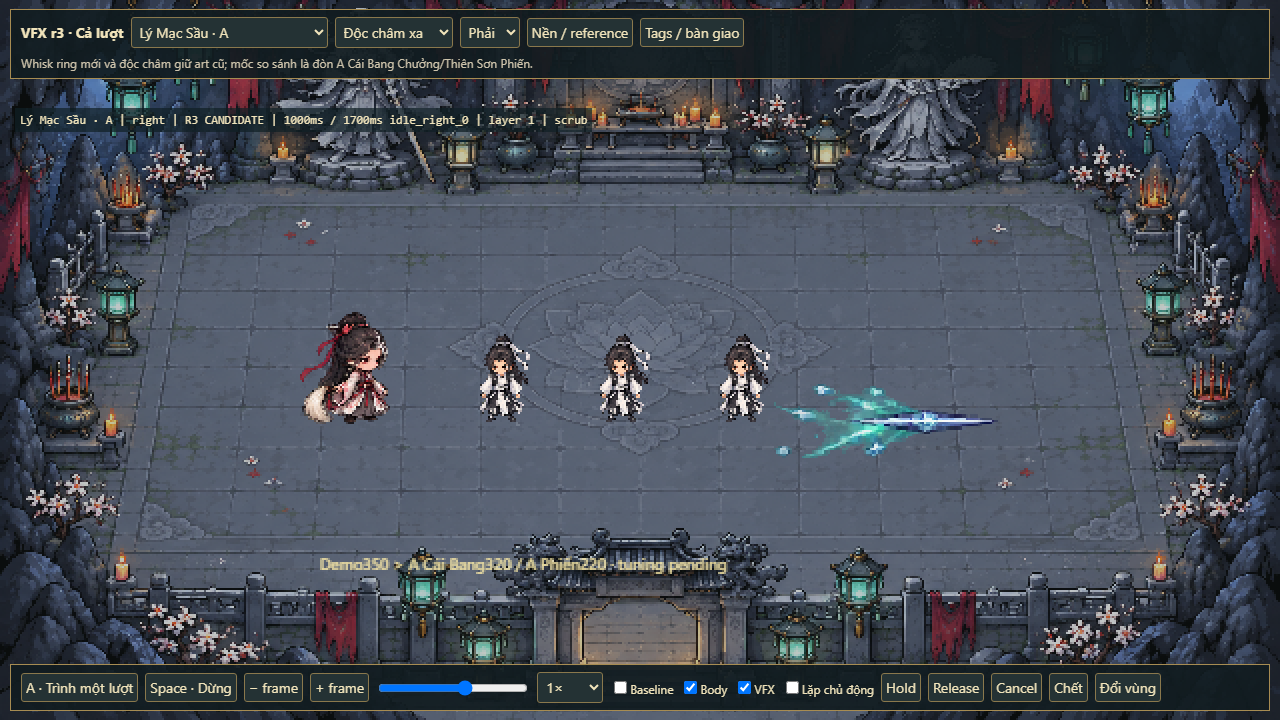 VFX r3 · Cả lượt Lý Mạc Sầu · A Độc châm xa Phải Nền / reference Tags / bàn giao
Whisk ring mới và độc châm giữ art cũ; mốc so sánh là đòn A Cái Bang Chưởng/Thiên Sơn Phiến.
Lý Mạc Sầu · A | right | R3 CANDIDATE | 1000ms / 1700ms idle_right_0 | layer 1 | scrub
Demo350 > A Cái Bang320 / A Phiến220 · tuning pending
A · Trình một lượt Space · Dừng − frame + frame 1× Baseline Body VFX Lặp chủ động Hold Release Cancel Chết Đổi vùng